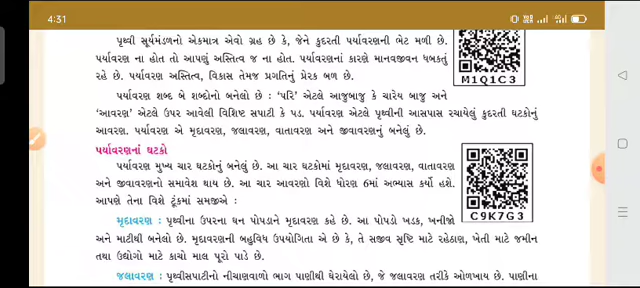 4:31
પૃથ્વી સૂર્યમંડળનો એકમાત્ર એવો ગ્રહ છે કે, જેને કુદરતી પર્યાવરણની ભેટ મળી છે.
પર્યાવરણ ના હોત તો આપણું અસ્તિત્વ જ ના હોત. પર્યાવરણનાં કારણે માનવજીવન ધબકતું
રહે છે. પર્યાવરણ અસ્તિત્વ, વિકાસ તેમજ પ્રગતિનું પ્રેરક બળ છે.
M1Q1C3
પર્યાવરણ શબ્દ બે શબ્દોનો બનેલો છે : 'પરિ' એટલે આજુબાજુ કે ચારેય બાજુ અને
'આવરણ' એટલે ઉપર આવેલી વિશિષ્ટ સપાટી કે પડ. પર્યાવરણ એટલે પૃથ્વીની આસપાસ રચાયેલું કુદરતી ઘટકોનું
આવરણ. પર્યાવરણ એ મૃદાવરણ, જલાવરણ, વાતાવરણ અને જીવાવરણનું બનેલું છે.
પર્યાવરણનાં ઘટકો
પર્યાવરણ મુખ્ય ચાર ઘટકોનું બનેલું છે. આ ચાર ઘટકોમાં મૃદાવરણ, જલાવરણ, વાતાવરણ
અને જીવાવરણનો સમાવેશ થાય છે. આ ચાર આવરણો વિશે ધોરણ 6માં અભ્યાસ કર્યો હશે.
આપણે તેના વિશે ટૂંકમાં સમજીએ :
C9K7G3
મૃદાવરણ : પૃથ્વીના ઉપરના ઘન પોપડાને મૃદાવરણ કહે છે. આ પોપડો ખડક, ખનીજો
અને માટીથી બનેલો છે. મૃદાવરણની બહુવિધ ઉપયોગિતા એ છે કે, તે સજીવ સૃષ્ટિ માટે રહેઠાણ, ખેતી માટે જમીન
તથા ઉદ્યોગો માટે કાચો માલ પૂરો પાડે છે.
જલાવરણ : પૃથ્વીસપાટીનો નીચાણવાળો ભાગ પાણીથી ઘેરાયેલો છે, જે જલાવરણ તરીકે ઓળખાય છે. પાણીના